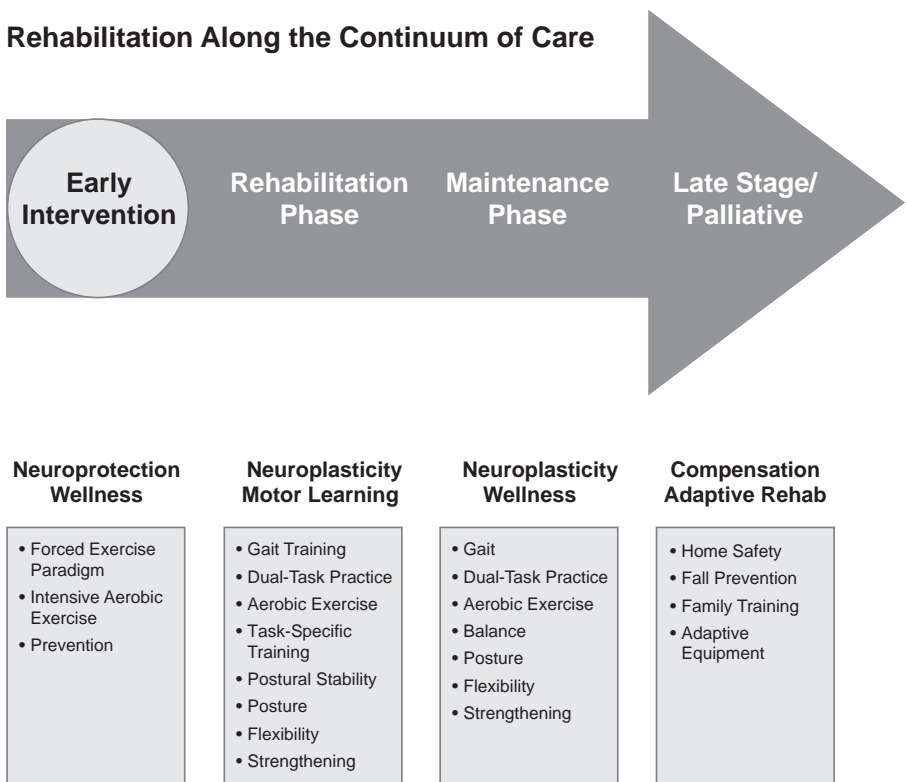 Rehabilitation Along the Continuum of Care
Early
Intervention
Rehabilitation
Phase
Maintenance
Phase
Late Stage/
Palliative
Neuroprotection
Wellness
• Forced Exercise
Paradigm
• Intensive Aerobic
Exercise
• Prevention
Neuroplasticity
Motor Learning
• Gait Training
• Dual-Task Practice
• Aerobic Exercise
• Task-Specific
Training
• Postural Stability
• Posture
• Flexibility
• Strengthening
Neuroplasticity
Wellness
• Gait
• Dual-Task Practice
• Aerobic Exercise
• Balance
• Posture
• Flexibility
• Strengthening
Compensation
Adaptive Rehab
• Home Safety
• Fall Prevention
• Family Training
• Adaptive
Equipment